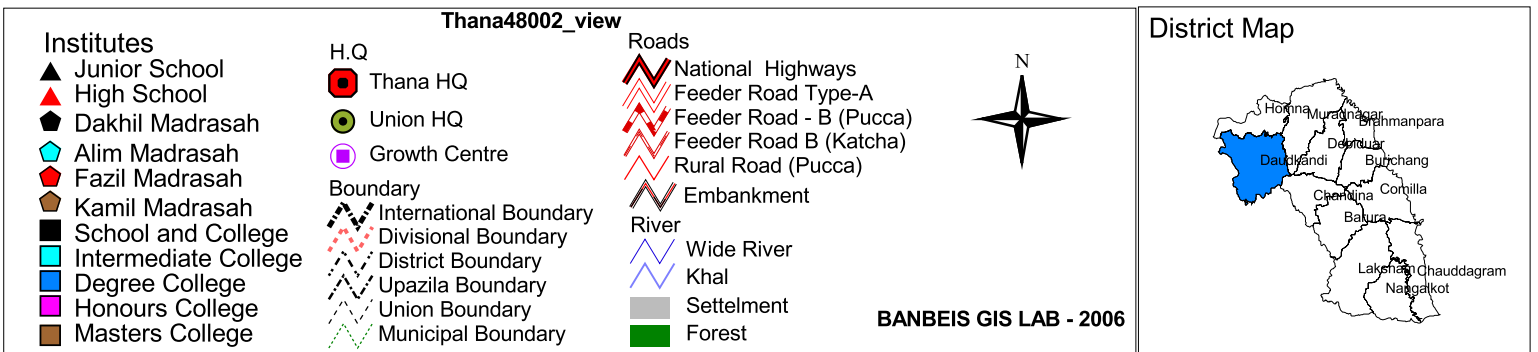 Thana48002_view
Institutes
Junior School
High School
Dakhil Madrasah
Alim Madrasah
Fazil Madrasah
Kamil Madrasah
School and College
Intermediate College
Degree College
Honours College
Masters College
H.Q
Thana HQ
Union HQ
Growth Centre
Boundary
International Boundary
Divisional Boundary
District Boundary
Upazila Boundary
Union Boundary
Municipal Boundary
Roads
National Highways
Feeder Road Type-A
Feeder Road - B (Pucca)
Feeder Road B (Katcha)
Rural Road (Pucca)
Embankment
River
Wide River
Khal
Settelment
Forest
N
BANBEIS GIS LAB - 2006
District Map
Homna
Muradnagar
Brahmanpara
Debiduar
Daudkandi
Burichang
Comilla
Chandina
Barura
Laksham
Chauddagram
Nangalkot